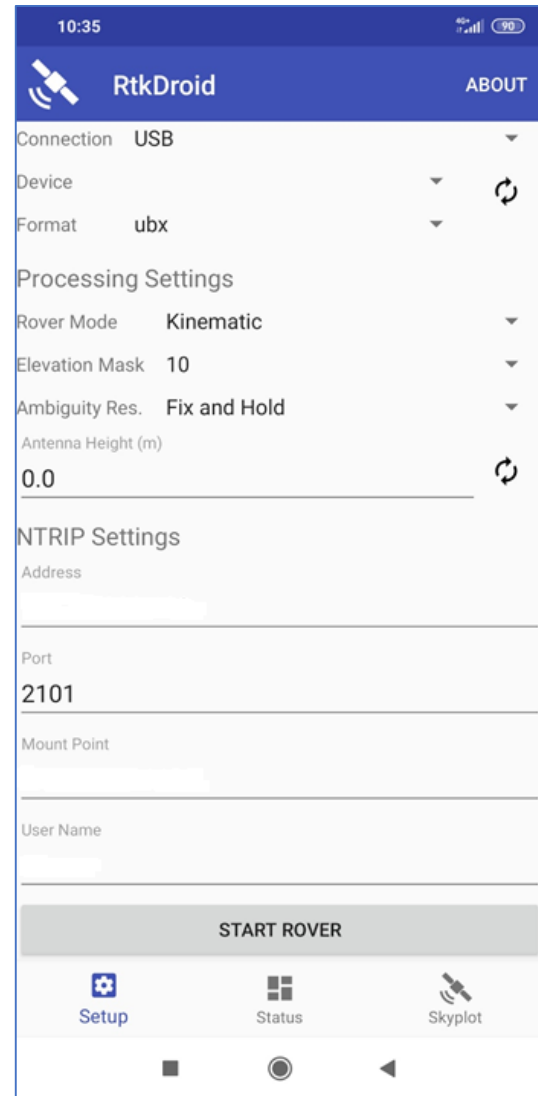 10:35 4G+ 90
RtkDroid ABOUT
Connection USB
Device
Format ubx
Processing Settings
Rover Mode Kinematic
Elevation Mask 10
Ambiguity Res. Fix and Hold
Antenna Height (m)
0.0
NTRIP Settings
Address
Port
2101
Mount Point
User Name
START ROVER
Setup Status Skyplot